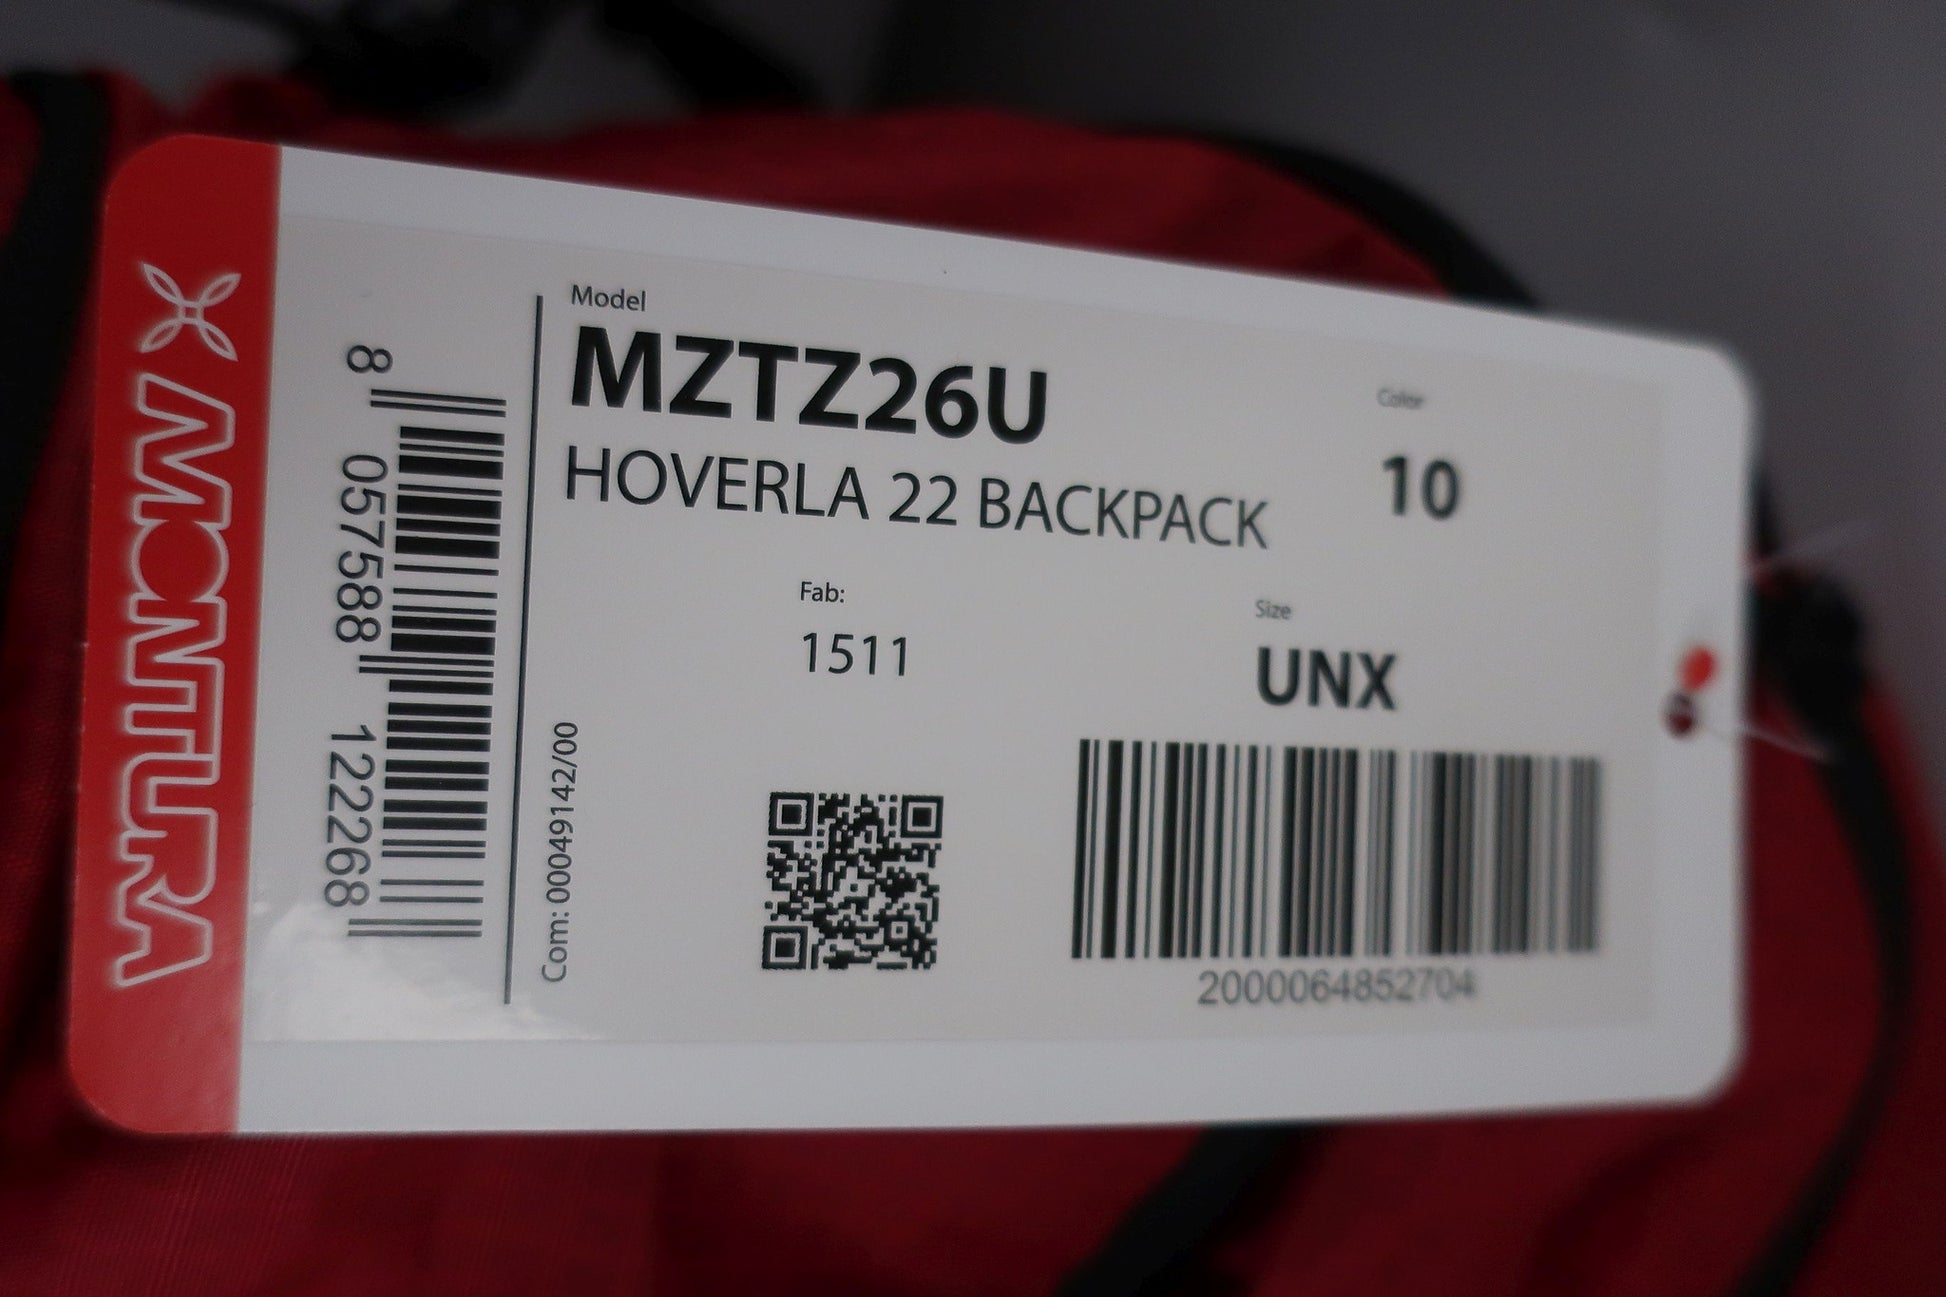 MONTURA
8 057588 122268
Model
MZTZ26U
HOVERLA 22 BACKPACK
Color
10
Fab:
1511
Size
UNX
Com: 00049142/00
2000064852704